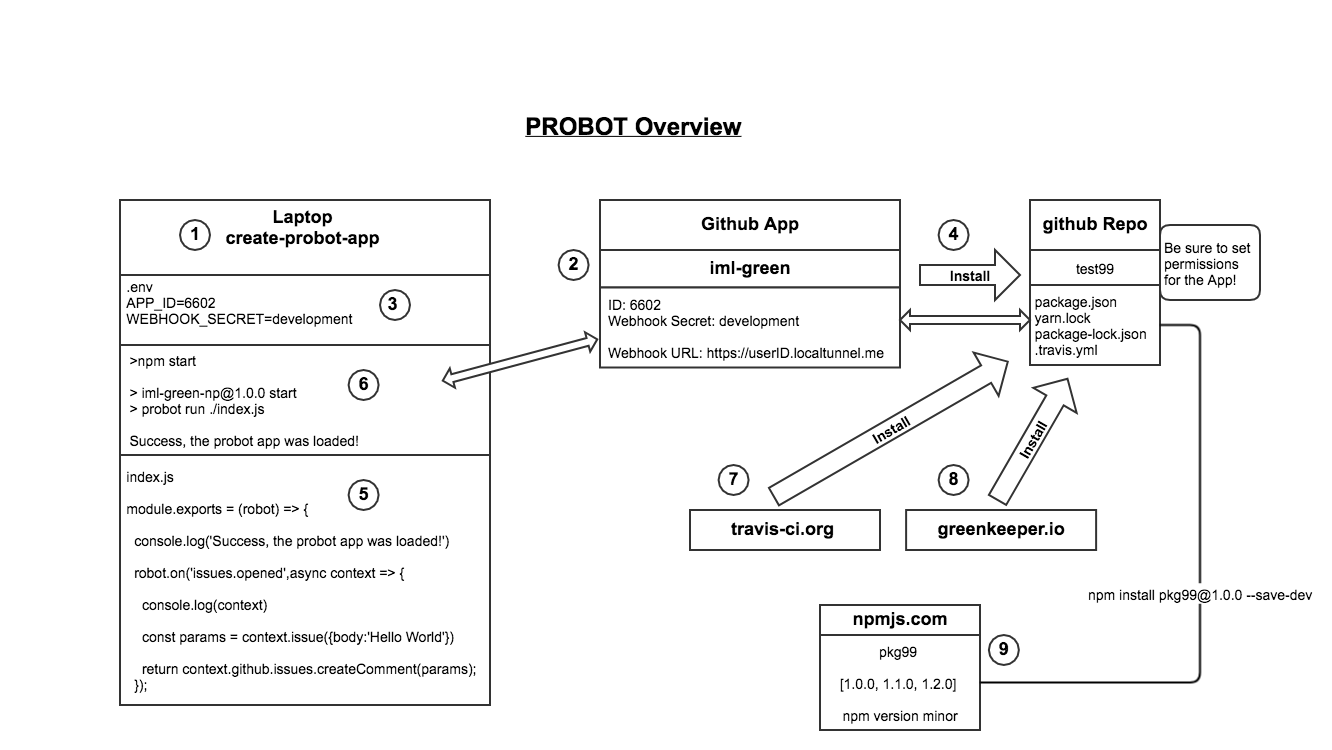 PROBOT Overview
Laptop
1
create-probot-app
.env
APP_ID=6602
3
WEBHOOK_SECRET=development
>npm start
6
> iml-green-np@1.0.0 start
> probot run ./index.js
Success, the probot app was loaded!
index.js
5
module.exports = (robot) => {
console.log('Success, the probot app was loaded!')
robot.on('issues.opened',async context => {
console.log(context)
const params = context.issue({body:'Hello World'})
return context.github.issues.createComment(params);
});
Github App
2
iml-green
ID: 6602
Webhook Secret: development
Webhook URL: https://userID.localtunnel.me
4
Install
github Repo
test99
package.json
yarn.lock
package-lock.json
.travis.yml
Be sure to set
permissions
for the App!
Install
7
travis-ci.org
Install
8
greenkeeper.io
npm install pkg99@1.0.0 --save-dev
npmjs.com
9
pkg99
[1.0.0, 1.1.0, 1.2.0]
npm version minor